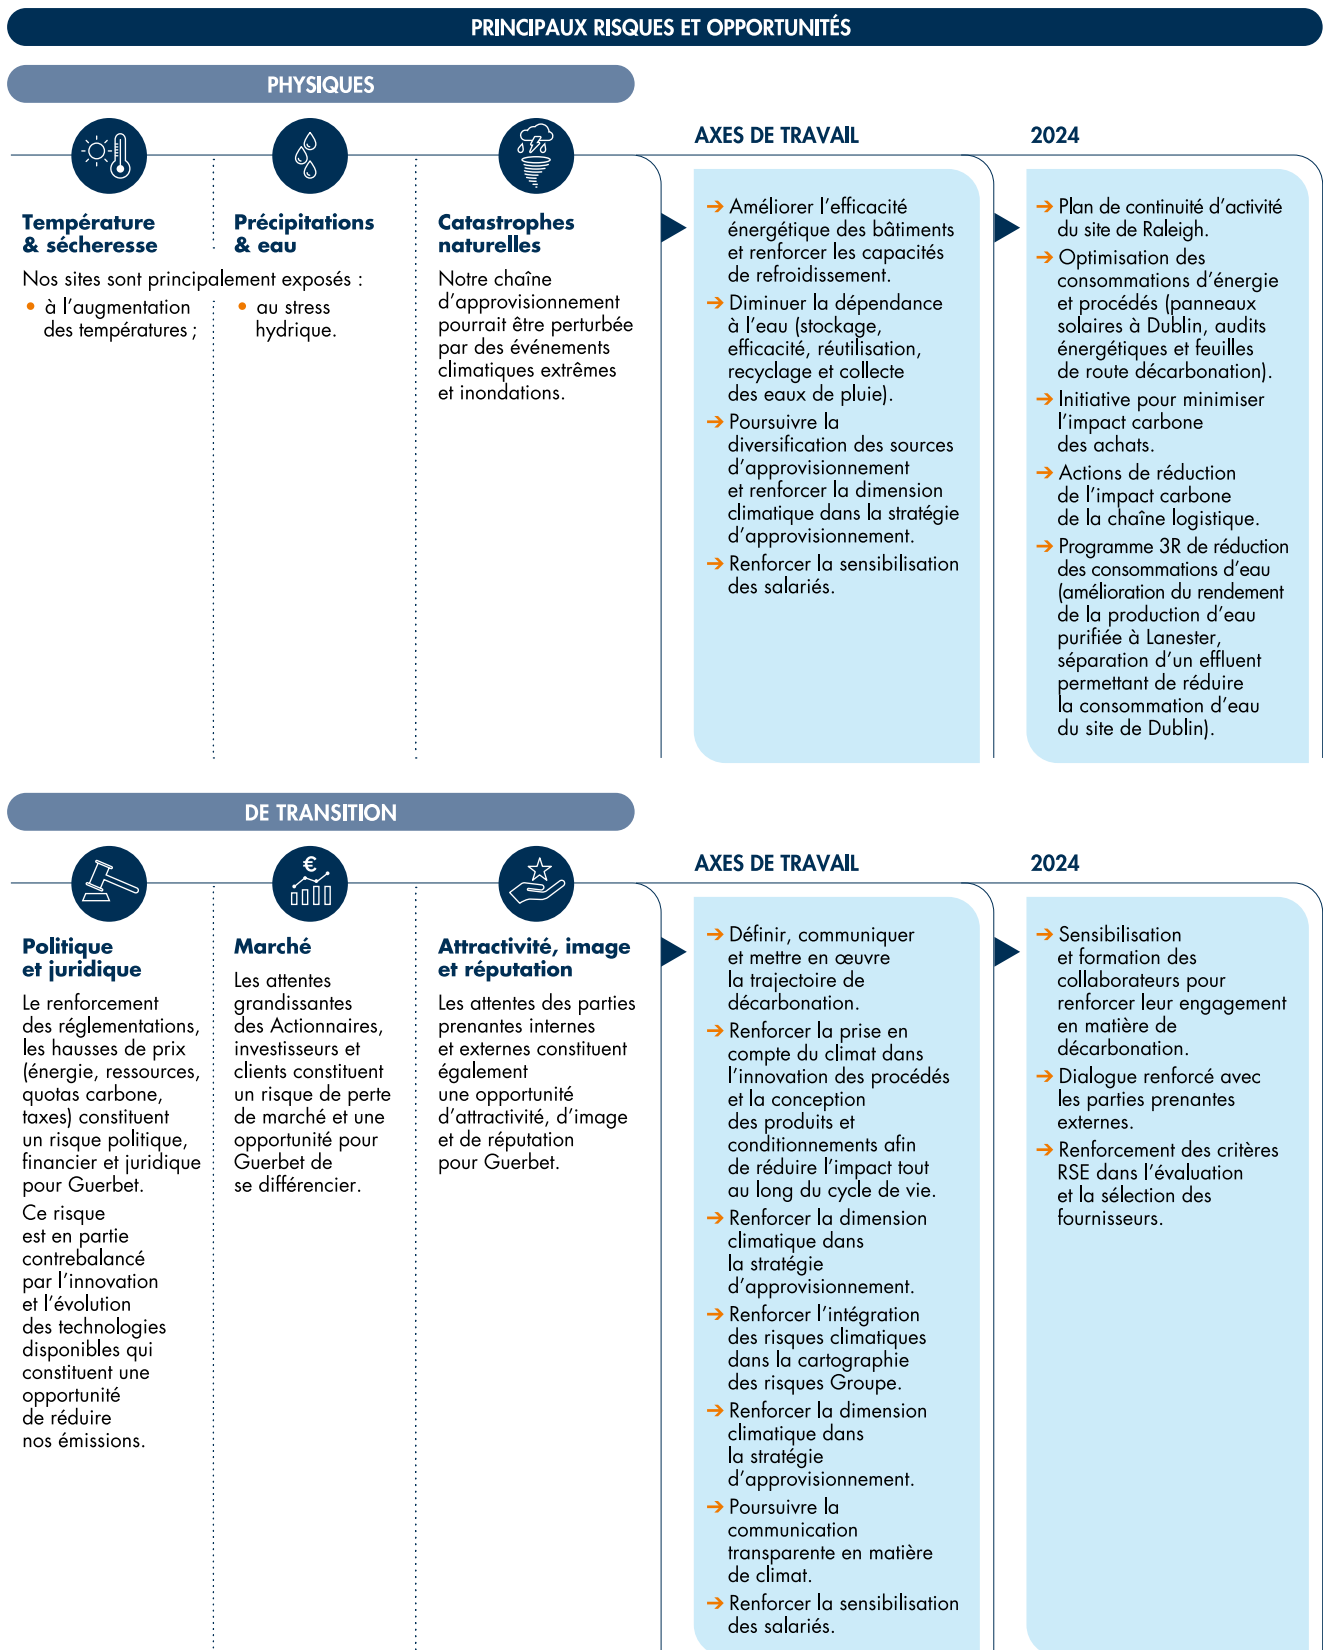 PRINCIPAUX RISQUES ET OPPORTUNITÉS
PHYSIQUES
Température
& sécheresse
Précipitations
& eau
Nos sites sont principalement exposés :
• à l’augmentation
des températures ;
• au stress
hydrique.
Catastrophes
naturelles
Notre chaîne
d’approvisionnement
pourrait être perturbée
par des événements
climatiques extrêmes
et inondations.
AXES DE TRAVAIL
➔ Améliorer l’efficacité
énergétique des bâtiments
et renforcer les capacités
de refroidissement.
➔ Diminuer la dépendance
à l’eau (stockage,
efficacité, réutilisation,
recyclage et collecte
des eaux de pluie).
➔ Poursuivre la
diversification des sources
d’approvisionnement
et renforcer la dimension
climatique dans la stratégie
d’approvisionnement.
➔ Renforcer la sensibilisation
des salariés.
2024
➔ Plan de continuité d’activité
du site de Raleigh.
➔ Optimisation des
consommations d’énergie
et procédés (panneaux
solaires à Dublin, audits
énergétiques et feuilles
de route décarbonation).
➔ Initiative pour minimiser
l’impact carbone
des achats.
➔ Actions de réduction
de l’impact carbone
de la chaîne logistique.
➔ Programme 3R de réduction
des consommations d’eau
(amélioration du rendement
de la production d’eau
purifiée à Lanester,
séparation d’un effluent
permettant de réduire
la consommation d’eau
du site de Dublin).
DE TRANSITION
Politique
et juridique
Le renforcement
des réglementations,
les hausses de prix
(énergie, ressources,
quotas carbone,
taxes) constituent
un risque politique,
financier et juridique
pour Guerbet.
Ce risque
est en partie
contrebalancé
par l’innovation
et l’évolution
des technologies
disponibles qui
constituent une
opportunité
de réduire
nos émissions.
€
Marché
Les attentes
grandissantes
des Actionnaires,
investisseurs et
clients constituent
un risque de perte
de marché et une
opportunité pour
Guerbet de
se différencier.
Attractivité, image
et réputation
Les attentes des parties
prenantes internes
et externes constituent
également
une opportunité
d’attractivité, d’image
et de réputation
pour Guerbet.
AXES DE TRAVAIL
➔ Définir, communiquer
et mettre en œuvre
la trajectoire de
décarbonation.
➔ Renforcer la prise en
compte du climat dans
l’innovation des procédés
et la conception
des produits et
conditionnements afin
de réduire l’impact tout
au long du cycle de vie.
➔ Renforcer la dimension
climatique dans
la stratégie
d’approvisionnement.
➔ Renforcer l’intégration
des risques climatiques
dans la cartographie
des risques Groupe.
➔ Renforcer la dimension
climatique dans
la stratégie
d’approvisionnement.
➔ Poursuivre la
communication
transparente en matière
de climat.
➔ Renforcer la sensibilisation
des salariés.
2024
➔ Sensibilisation
et formation des
collaborateurs pour
renforcer leur engagement
en matière de
décarbonation.
➔ Dialogue renforcé avec
les parties prenantes
externes.
➔ Renforcement des critères
RSE dans l’évaluation
et la sélection des
fournisseurs.